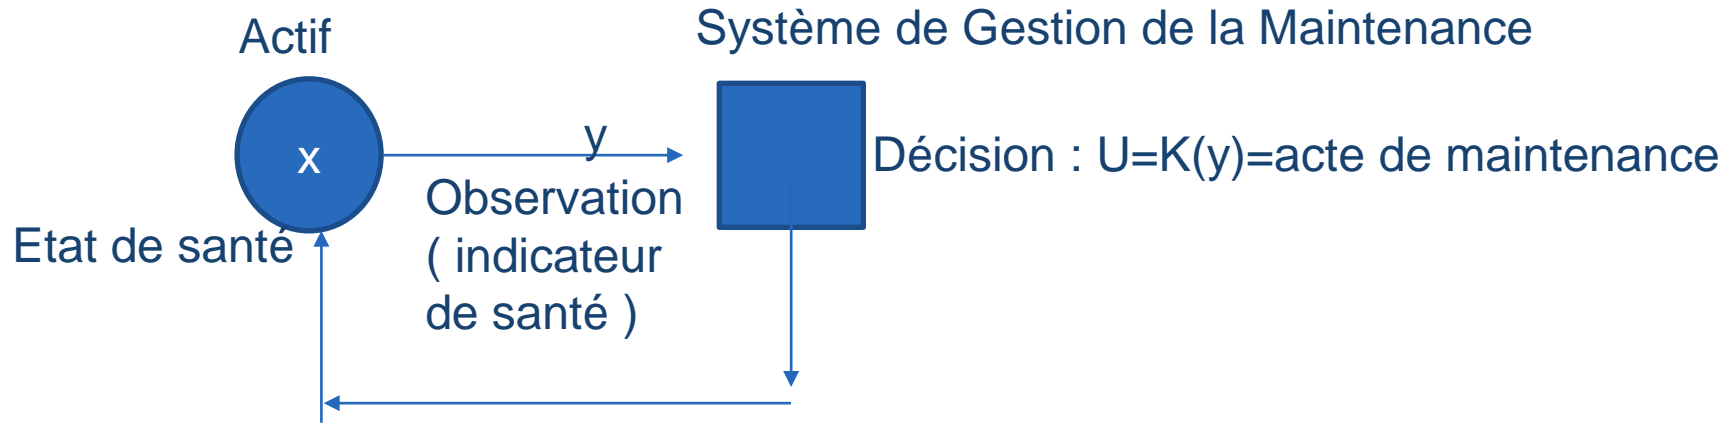 Actif
Système de Gestion de la Maintenance
x
y
Décision : U=K(y)=acte de maintenance
Etat de santé
Observation
( indicateur
de santé )